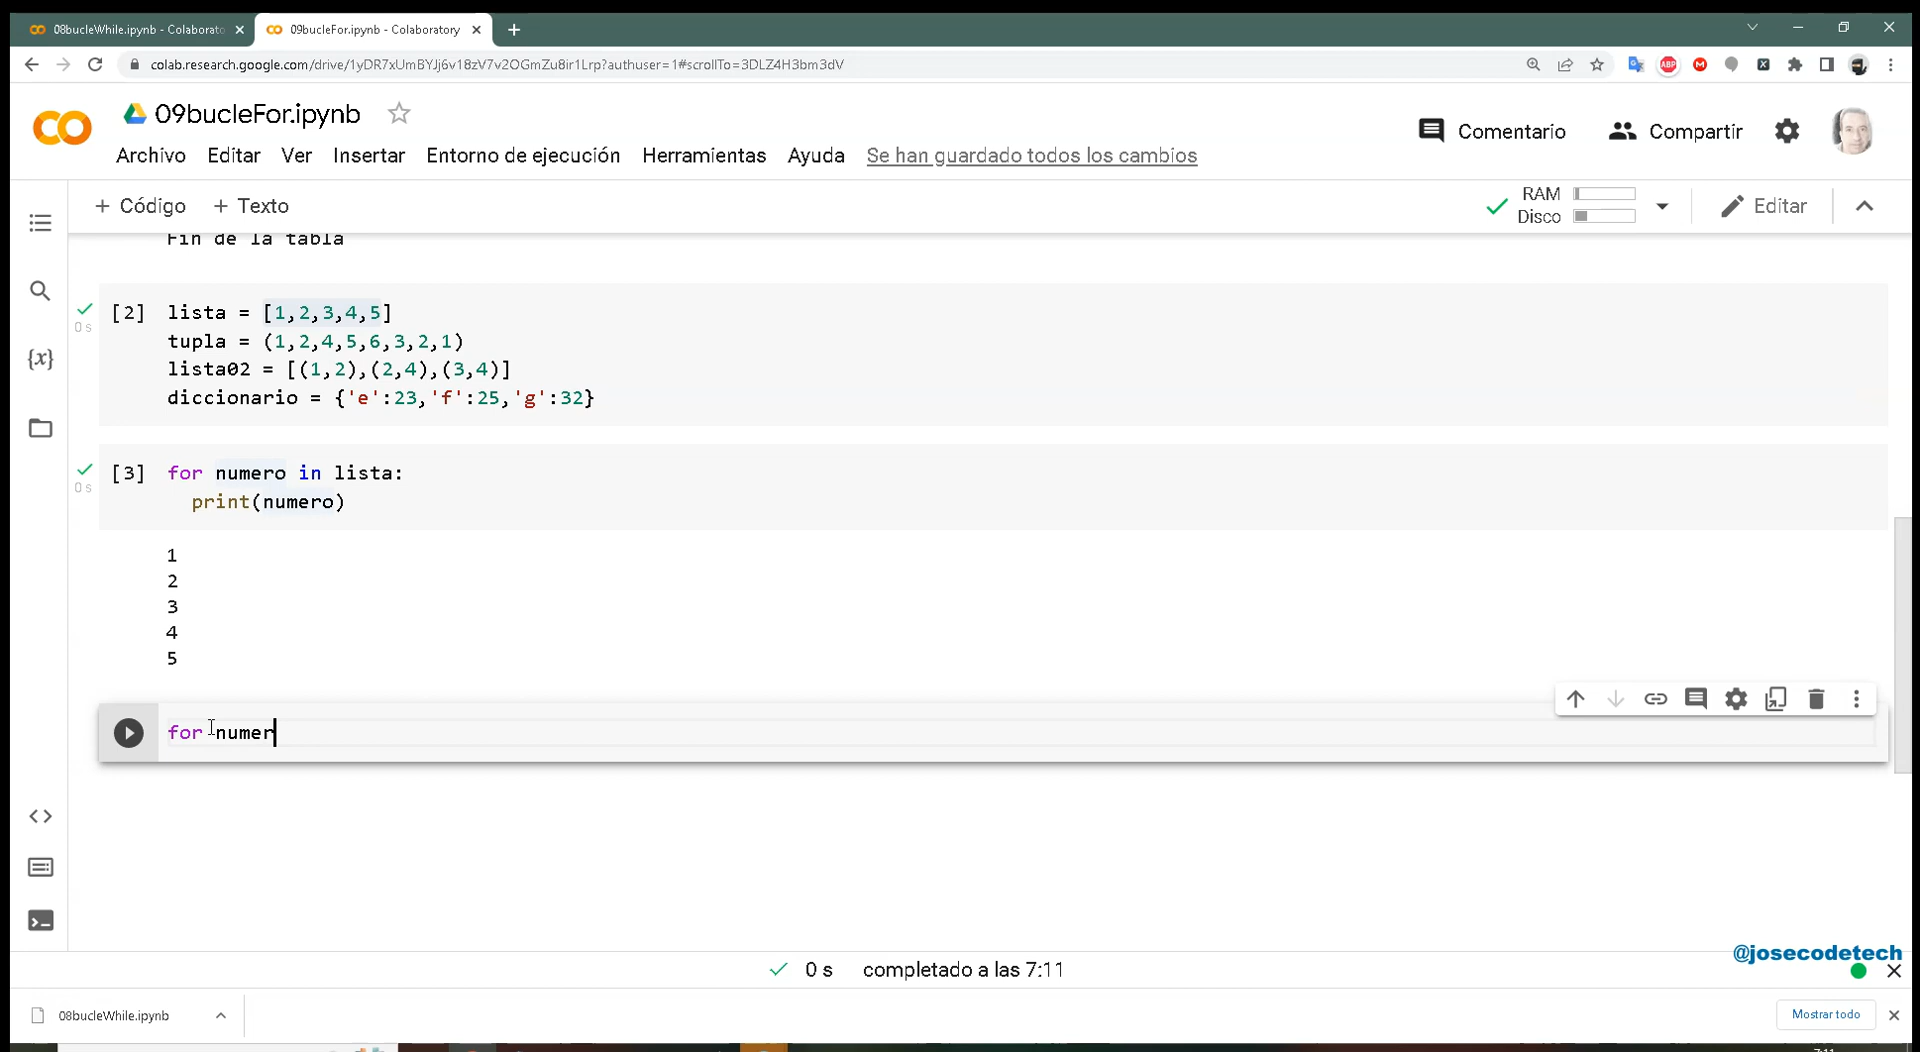 08bucleWhile.ipynb - Colaborato
09bucleFor.ipynb - Colaboratory
colab.research.google.com/drive/1yDR7xUmBYJj6v18zV7v2OGmZu8ir1Lrp?authuser=1#scrollTo=3DLZ4H3bm3dV
09bucleFor.ipynb
Comentario
Compartir
Archivo Editar Ver Insertar Entorno de ejecución Herramientas Ayuda Se han guardado todos los cambios
+ Código + Texto
RAM
Disco
Editar
Fin de la tabla
[2] lista = [1,2,3,4,5]
0 s
tupla = (1,2,4,5,6,3,2,1)
lista02 = [(1,2),(2,4),(3,4)]
diccionario = {'e':23,'f':25,'g':32}
[3] for numero in lista:
0 s
print(numero)
1
2
3
4
5
for numer
@josecodetech
0 s completado a las 7:11
08bucleWhile.ipynb
Mostrar todo